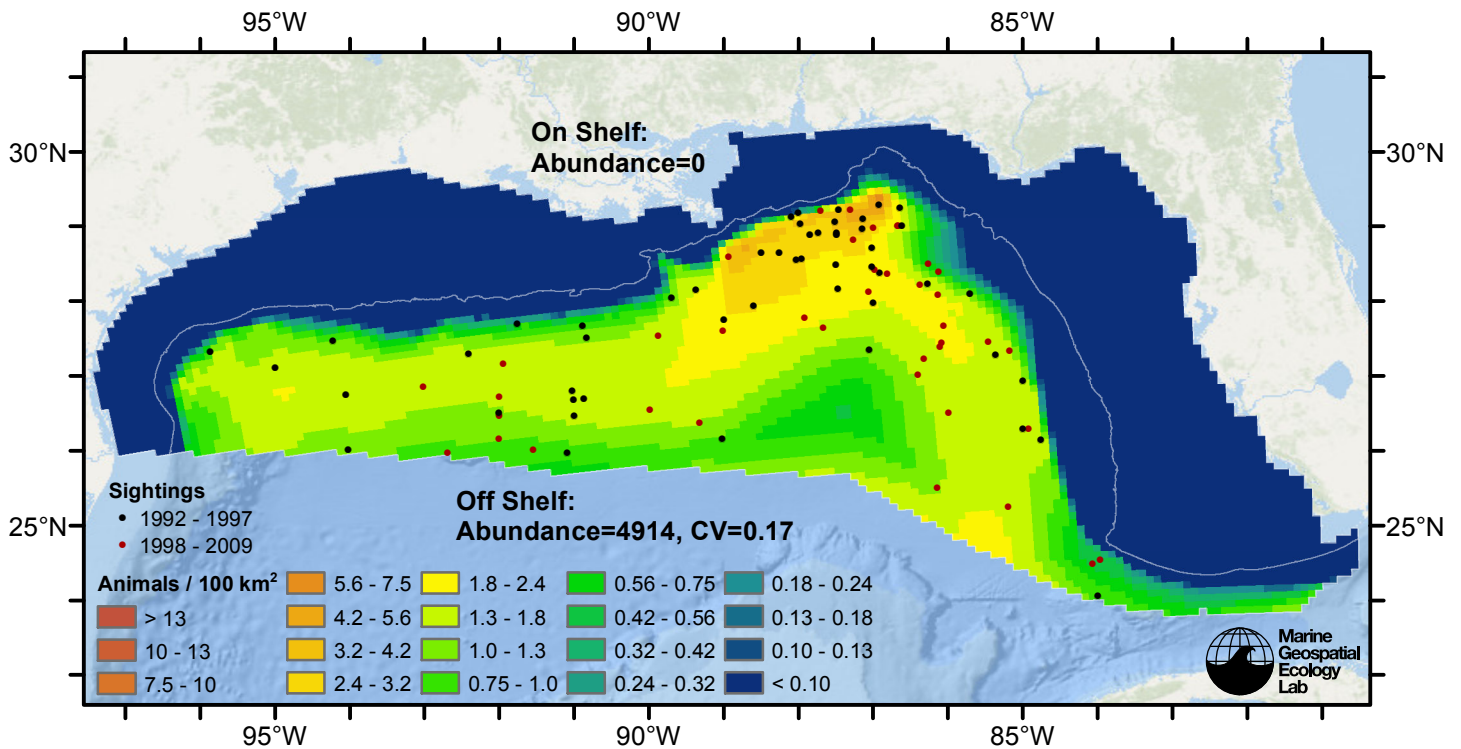 95°W 90°W 85°W
30°N 30°N
On Shelf:
Abundance=0
Sightings
1992 - 1997
1998 - 2009
Off Shelf:
Abundance=4914, CV=0.17
25°N 25°N
Animals / 100 km²
> 13
10 - 13
7.5 - 10
5.6 - 7.5
4.2 - 5.6
3.2 - 4.2
2.4 - 3.2
1.8 - 2.4
1.3 - 1.8
1.0 - 1.3
0.75 - 1.0
0.56 - 0.75
0.42 - 0.56
0.32 - 0.42
0.24 - 0.32
0.18 - 0.24
0.13 - 0.18
0.10 - 0.13
< 0.10
Marine
Geospatial
Ecology
Lab
95°W 90°W 85°W